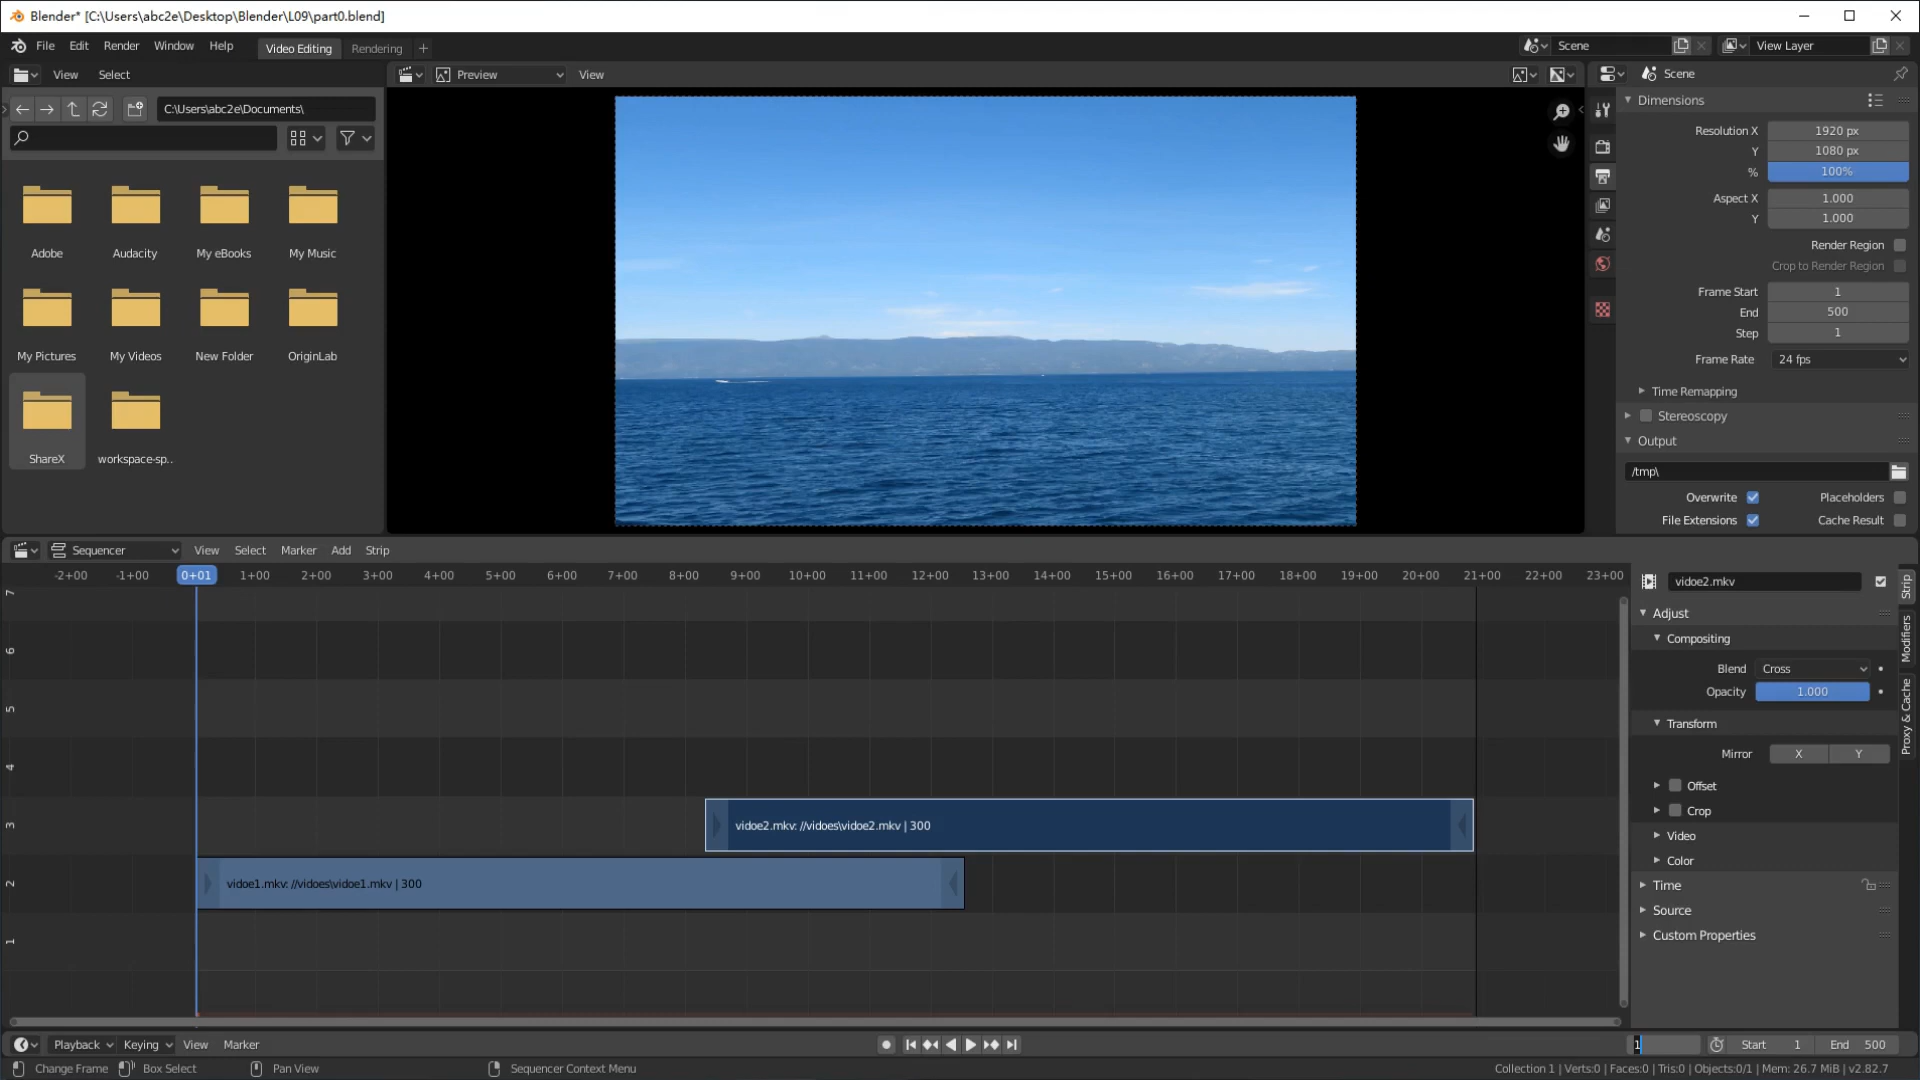 Blender* [C:\Users\abc2e\Desktop\Blender\L09\part0.blend]
File Edit Render Window Help Video Editing Rendering + Scene View Layer
View Select Preview View Scene
C:\Users\abc2e\Documents\
Adobe Audacity My eBooks My Music
My Pictures My Videos New Folder OriginLab
ShareX workspace-sp..
Dimensions
Resolution X 1920 px
Y 1080 px
% 100%
Aspect X 1.000
Y 1.000
Render Region
Crop to Render Region
Frame Start 1
End 500
Step 1
Frame Rate 24 fps
Time Remapping
Stereoscopy
Output
/tmp\
Overwrite Placeholders
File Extensions Cache Result
Sequencer View Select Marker Add Strip
-2+00 -1+00 0+01 1+00 2+00 3+00 4+00 5+00 6+00 7+00 8+00 9+00 10+00 11+00 12+00 13+00 14+00 15+00 16+00 17+00 18+00 19+00 20+00 21+00 22+00 23+00
7
6
5
4
3
2
1
vidoe2.mkv: //vidoes\vidoe2.mkv | 300
vidoe1.mkv: //vidoes\vidoe1.mkv | 300
vidoe2.mkv
Adjust
Compositing
Blend Cross
Opacity 1.000
Transform
Mirror X Y
Offset
Crop
Video
Color
Time
Source
Custom Properties
Strip
Modifiers
Proxy & Cache
Playback Keying View Marker 1 Start 1 End 500
Change Frame Box Select Pan View Sequencer Context Menu Collection 1 | Verts:0 | Faces:0 | Tris:0 | Objects:0/1 | Mem: 26.7 MiB | v2.82.7